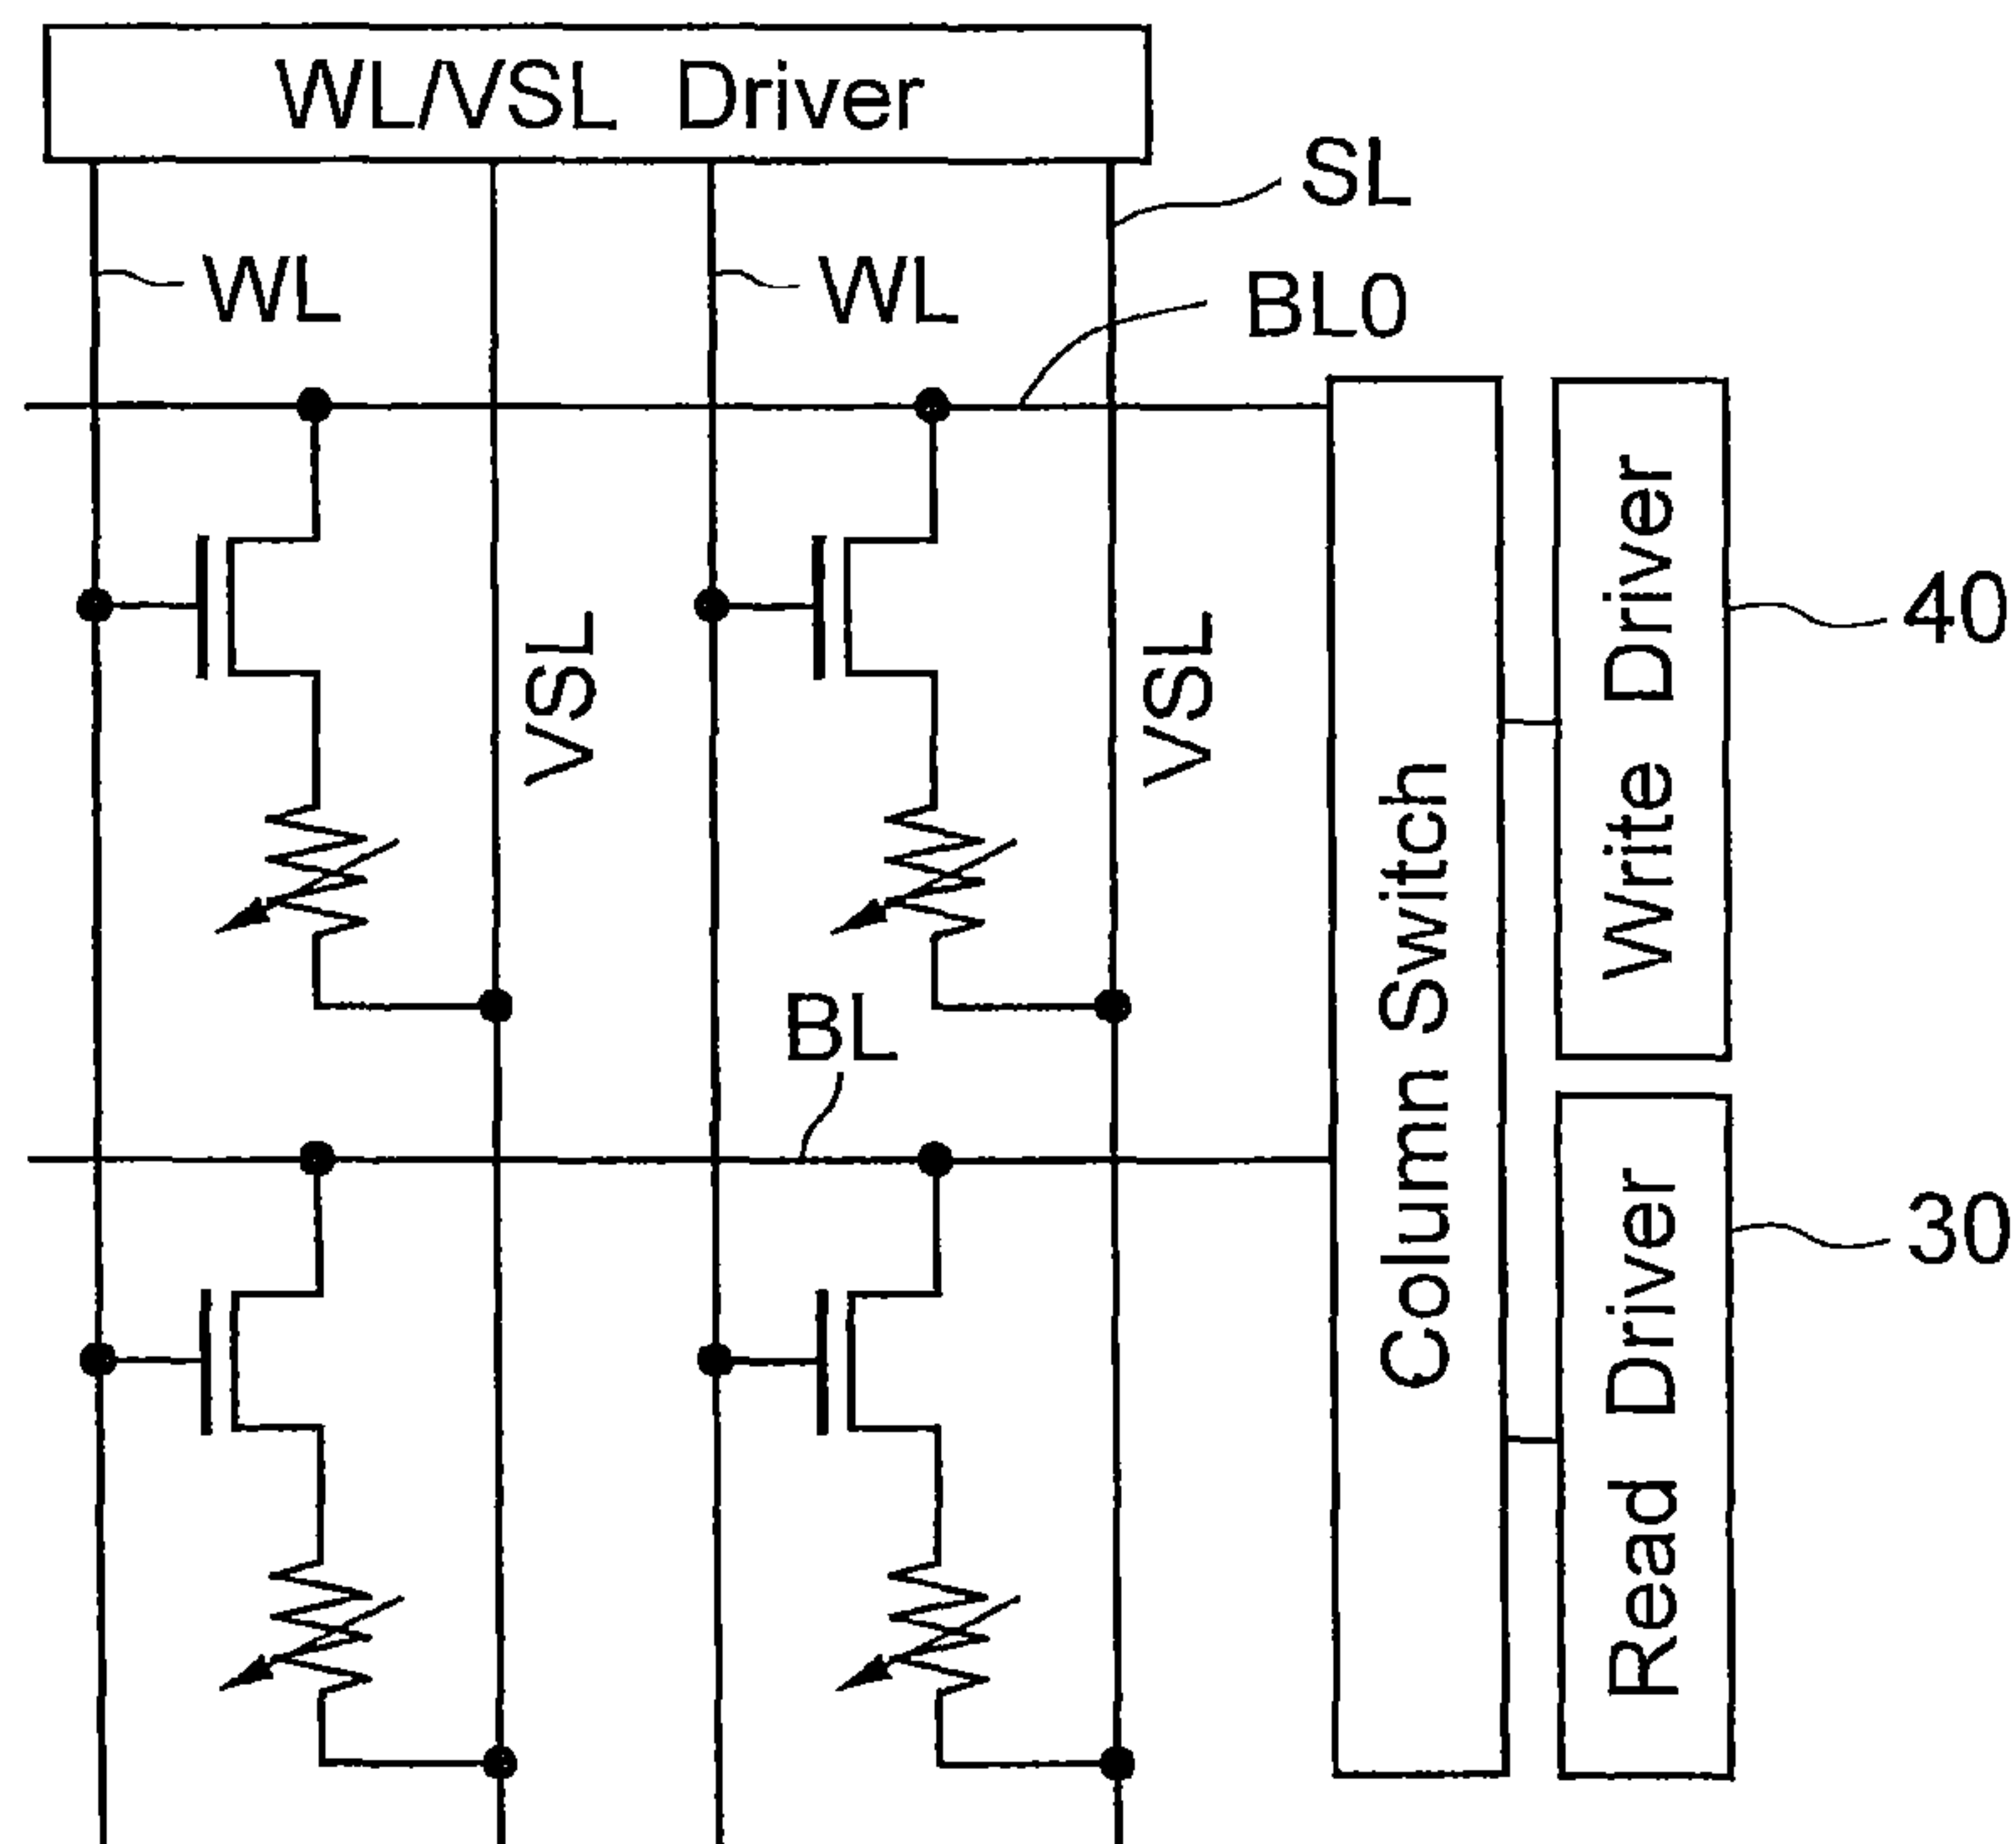 WL/VSL Driver
SL
WL
WL
BL0
VSL
VSL
Write Driver
40
Column Switch
BL
Read Driver
30